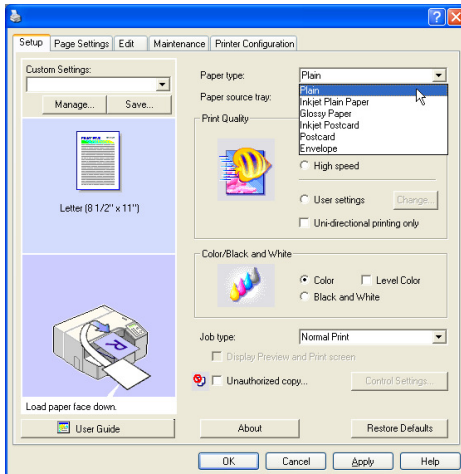 Setup
Page Settings
Edit
Maintenance
Printer Configuration
Custom Settings:
Manage...
Save...
Letter (8 1/2" x 11")
Load paper face down.
User Guide
Paper type:
Plain
Plain
Inkjet Plain Paper
Glossy Paper
Inkjet Postcard
Postcard
Envelope
Paper source tray:
Print Quality
High speed
User settings
Change...
Uni-directional printing only
Color/Black and White
Color
Level Color
Black and White
Job type:
Normal Print
Display Preview and Print screen
Unauthorized copy...
Control Settings...
About
Restore Defaults
OK
Cancel
Apply
Help